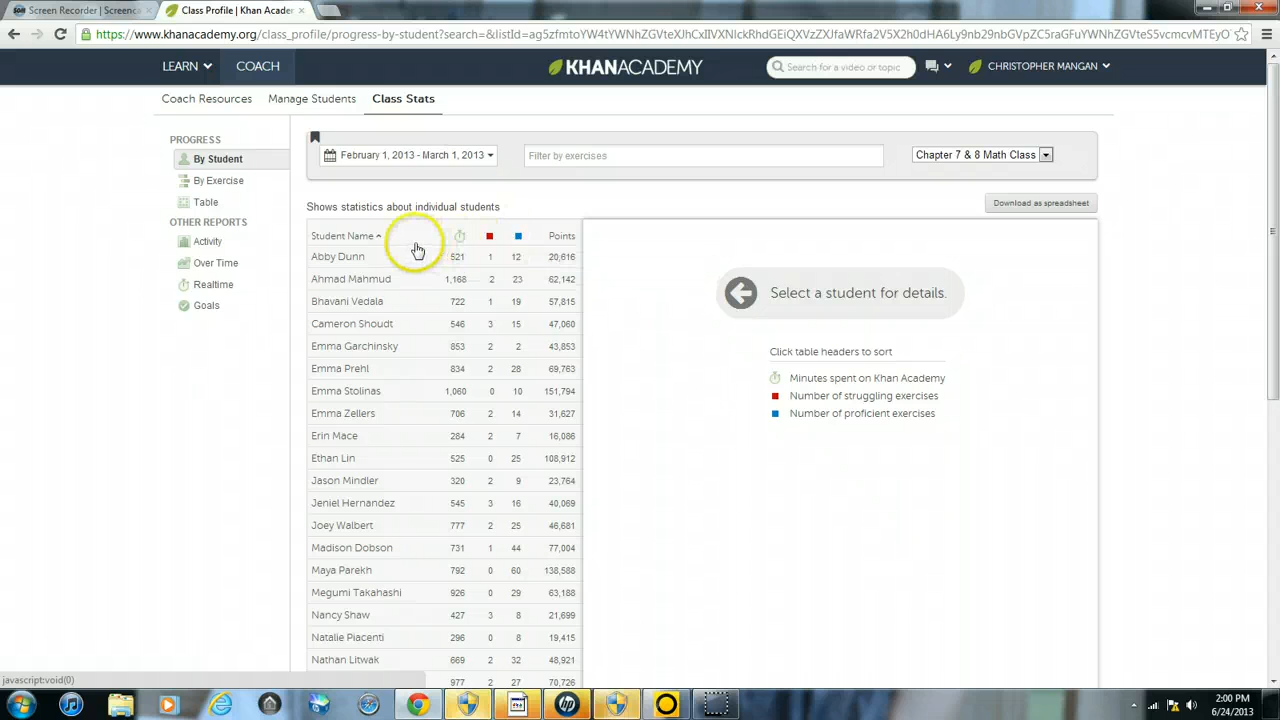 Screen Recorder | Screenca
Class Profile | Khan Acade
LEARN
COACH
KHANACADEMY
Search for a video or topic
CHRISTOPHER MANGAN
Coach Resources
Manage Students
Class Stats
PROGRESS
By Student
By Exercise
Table
OTHER REPORTS
Activity
Over Time
Realtime
Goals
February 1, 2013 - March 1, 2013
Filter by exercises
Chapter 7 & 8 Math Class
Shows statistics about individual students
Download as spreadsheet
Student Name Points
Abby Dunn 521 1 12 20,616
Ahmad Mahmud 1,168 2 23 62,142
Bhavani Vedala 722 1 19 57,815
Cameron Shoudt 546 3 15 47,060
Emma Garchinsky 853 2 2 43,853
Emma Prehl 834 2 28 69,763
Emma Stolinas 1,060 0 10 151,794
Emma Zellers 706 2 14 31,627
Erin Mace 284 2 7 16,086
Ethan Lin 525 0 25 108,912
Jason Mindler 320 2 9 23,764
Jeniel Hernandez 545 3 16 40,069
Joey Walbert 777 2 25 46,681
Madison Dobson 731 1 44 77,004
Maya Parekh 792 0 60 138,588
Megumi Takahashi 926 0 29 63,188
Nancy Shaw 427 3 8 21,699
Natalie Piacenti 296 0 8 19,415
Nathan Litwak 669 2 32 48,921
977 2 27 70,726
Select a student for details.
Click table headers to sort
Minutes spent on Khan Academy
Number of struggling exercises
Number of proficient exercises
javascript:void(0)
2:00 PM
6/24/2013